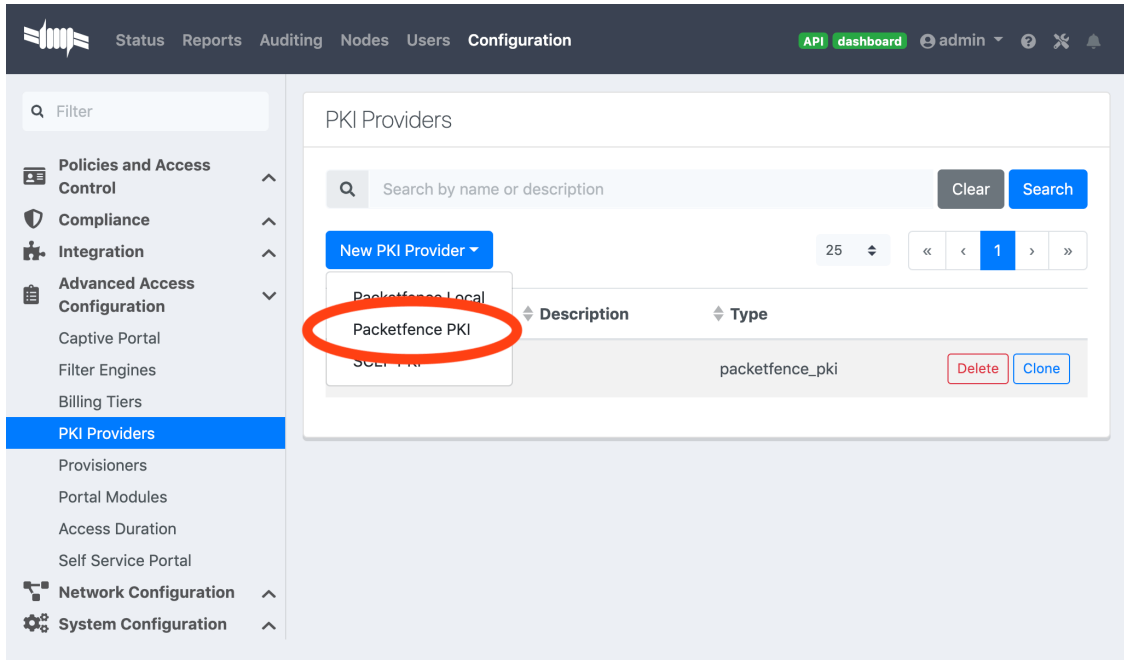 Status Reports Auditing Nodes Users Configuration API dashboard admin
Filter
Policies and Access
Control
Compliance
Integration
Advanced Access
Configuration
Captive Portal
Filter Engines
Billing Tiers
PKI Providers
Provisioners
Portal Modules
Access Duration
Self Service Portal
Network Configuration
System Configuration
PKI Providers
Search by name or description Clear Search
New PKI Provider 25 « ‹ 1 › »
Packetfence Local
Packetfence PKI
SCEP PKI
Description Type
packetfence_pki Delete Clone